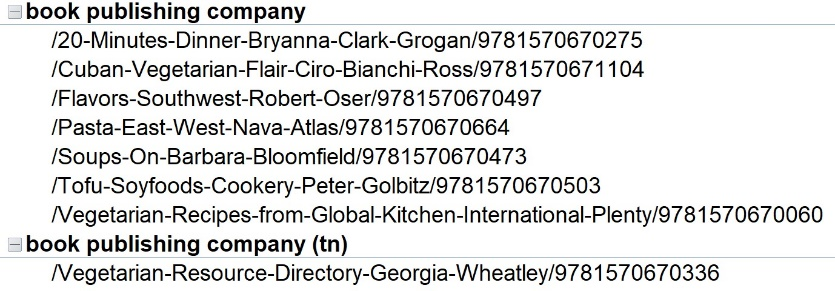 book publishing company
/20-Minutes-Dinner-Bryanna-Clark-Grogan/9781570670275
/Cuban-Vegetarian-Flair-Ciro-Bianchi-Ross/9781570671104
/Flavors-Southwest-Robert-Oser/9781570670497
/Pasta-East-West-Nava-Atlas/9781570670664
/Soups-On-Barbara-Bloomfield/9781570670473
/Tofu-Soyfoods-Cookery-Peter-Golbitz/9781570670503
/Vegetarian-Recipes-from-Global-Kitchen-International-Plenty/9781570670060
book publishing company (tn)
/Vegetarian-Resource-Directory-Georgia-Wheatley/9781570670336